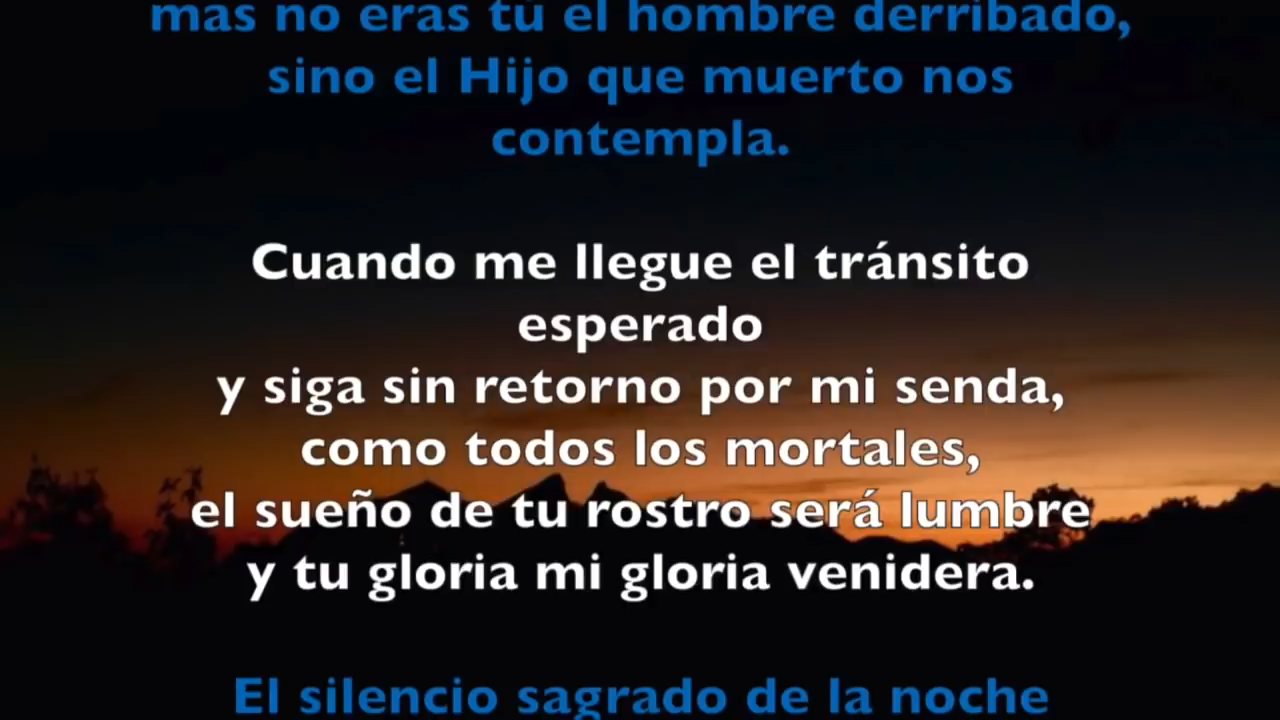 mas no eras tú el hombre derribado,
sino el Hijo que muerto nos
contempla.
Cuando me llegue el tránsito
esperado
y siga sin retorno por mi senda,
como todos los mortales,
el sueño de tu rostro será lumbre
y tu gloria mi gloria venidera.
El silencio sagrado de la noche